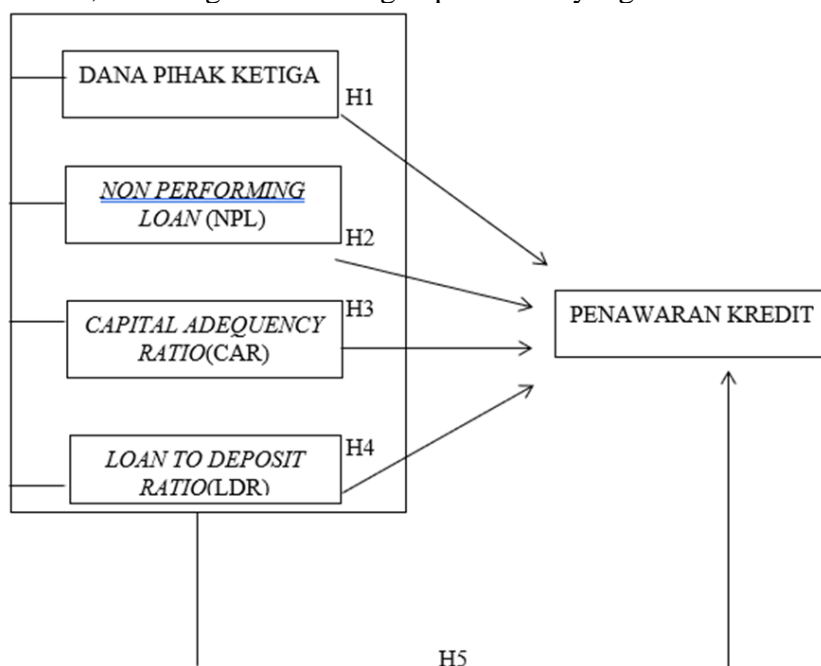 DANA PIHAK KETIGA
H1
NON PERFORMING
LOAN (NPL)
H2
H3
CAPITAL ADEQUENCY
RATIO(CAR)
PENAWARAN KREDIT
H4
LOAN TO DEPOSIT
RATIO(LDR)
H5